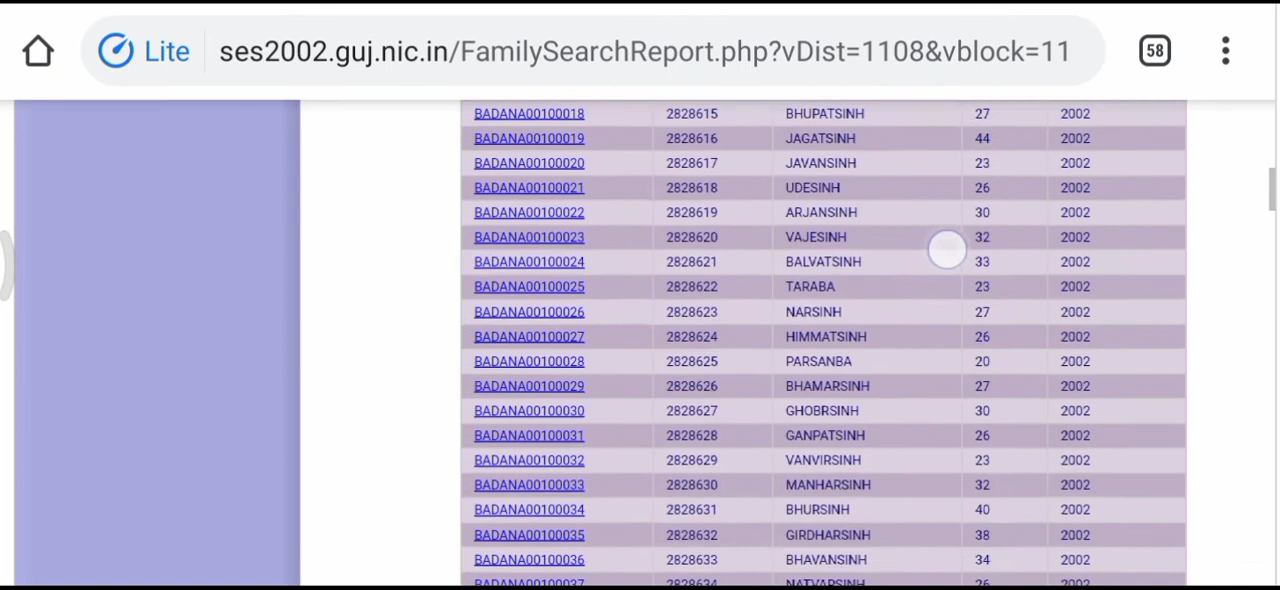 Lite ses2002.guj.nic.in/FamilySearchReport.php?vDist=1108&vblock=11 58
BADANA00100018 2828615 BHUPATSINH 27 2002
BADANA00100019 2828616 JAGATSINH 44 2002
BADANA00100020 2828617 JAVANSINH 23 2002
BADANA00100021 2828618 UDESINH 26 2002
BADANA00100022 2828619 ARJANSINH 30 2002
BADANA00100023 2828620 VAJESINH 32 2002
BADANA00100024 2828621 BALVATSINH 33 2002
BADANA00100025 2828622 TARABA 23 2002
BADANA00100026 2828623 NARSINH 27 2002
BADANA00100027 2828624 HIMMATSINH 26 2002
BADANA00100028 2828625 PARSANBA 20 2002
BADANA00100029 2828626 BHAMARSINH 27 2002
BADANA00100030 2828627 GHOBRSINH 30 2002
BADANA00100031 2828628 GANPATSINH 26 2002
BADANA00100032 2828629 VANVIRSINH 23 2002
BADANA00100033 2828630 MANHARSINH 32 2002
BADANA00100034 2828631 BHURSINH 40 2002
BADANA00100035 2828632 GIRDHARSINH 38 2002
BADANA00100036 2828633 BHAVANSINH 34 2002
BADANA00100037 2828634 NATVARSINH 26 2002